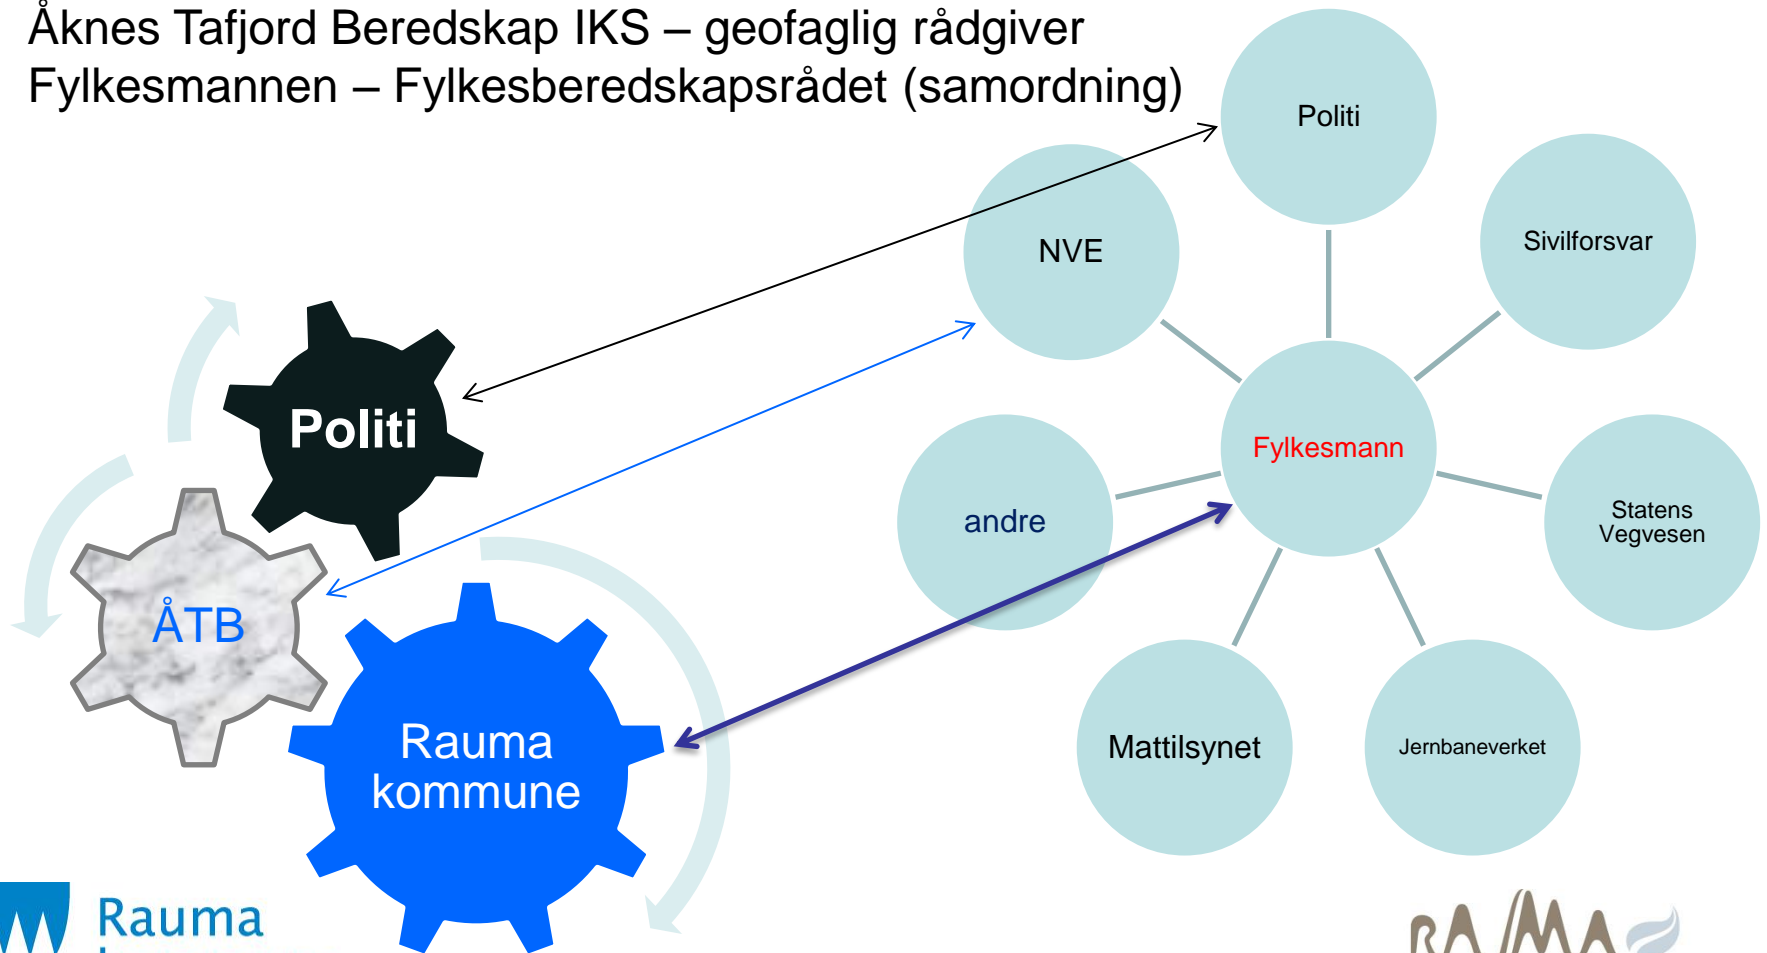 Åknes Tafjord Beredskap IKS – geofaglig rådgiver
Fylkesmannen – Fylkesberedskapsrådet (samordning)
Politi
Sivilforsvar
NVE
Fylkesmann
andre
Statens
Vegvesen
Mattilsynet
Jernbaneverket
Politi
ÅTB
Rauma
kommune
Rauma
RAUMA